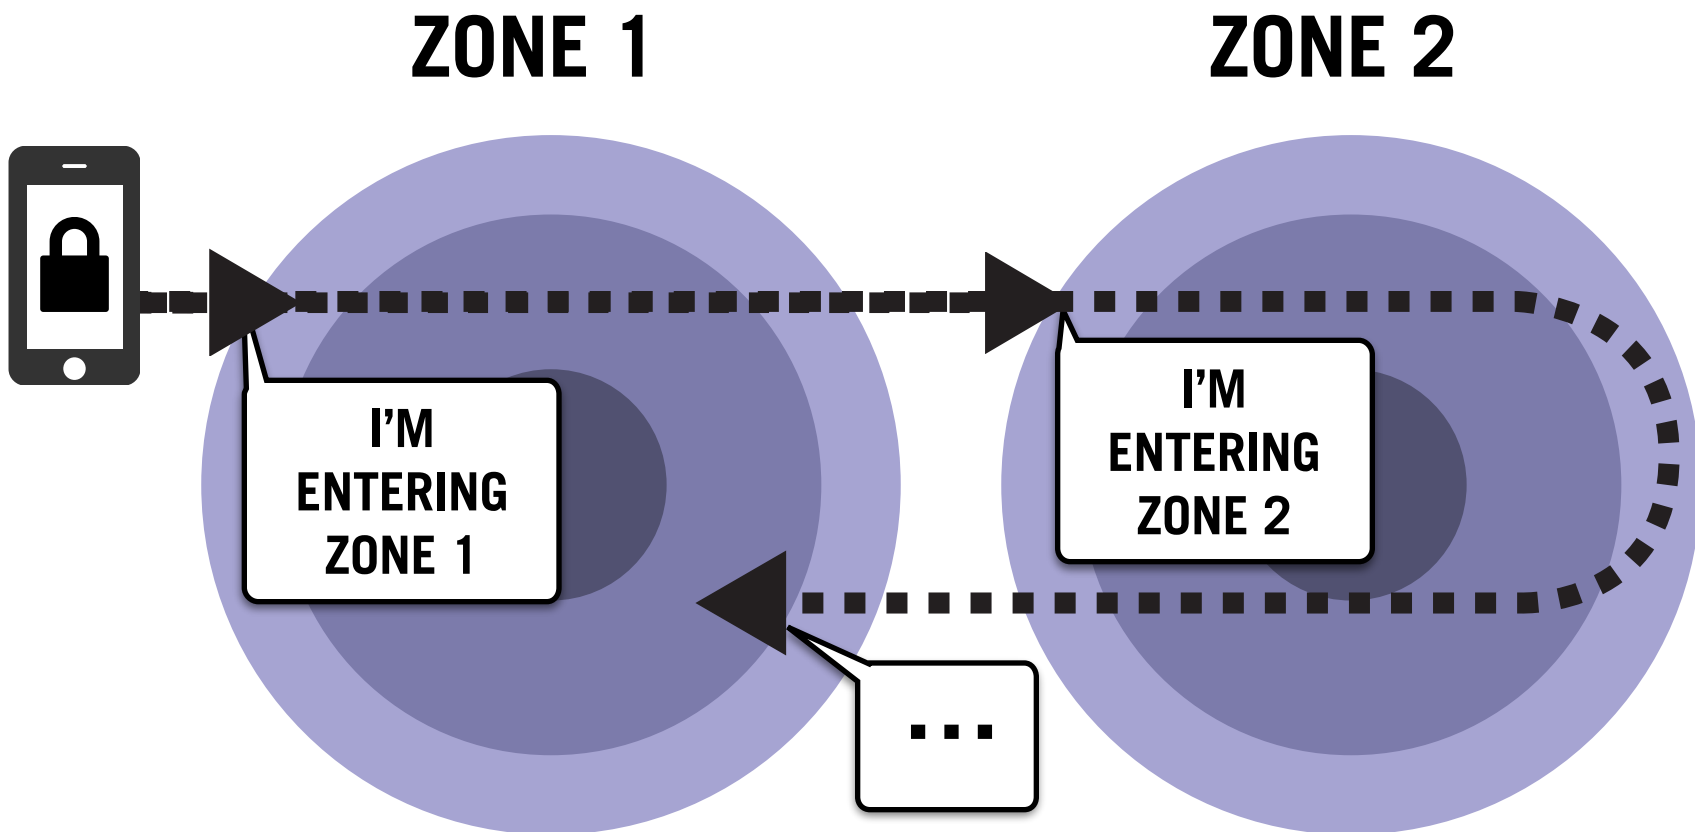 ZONE 1
ZONE 2
I'M
ENTERING
ZONE 1
I'M
ENTERING
ZONE 2
...